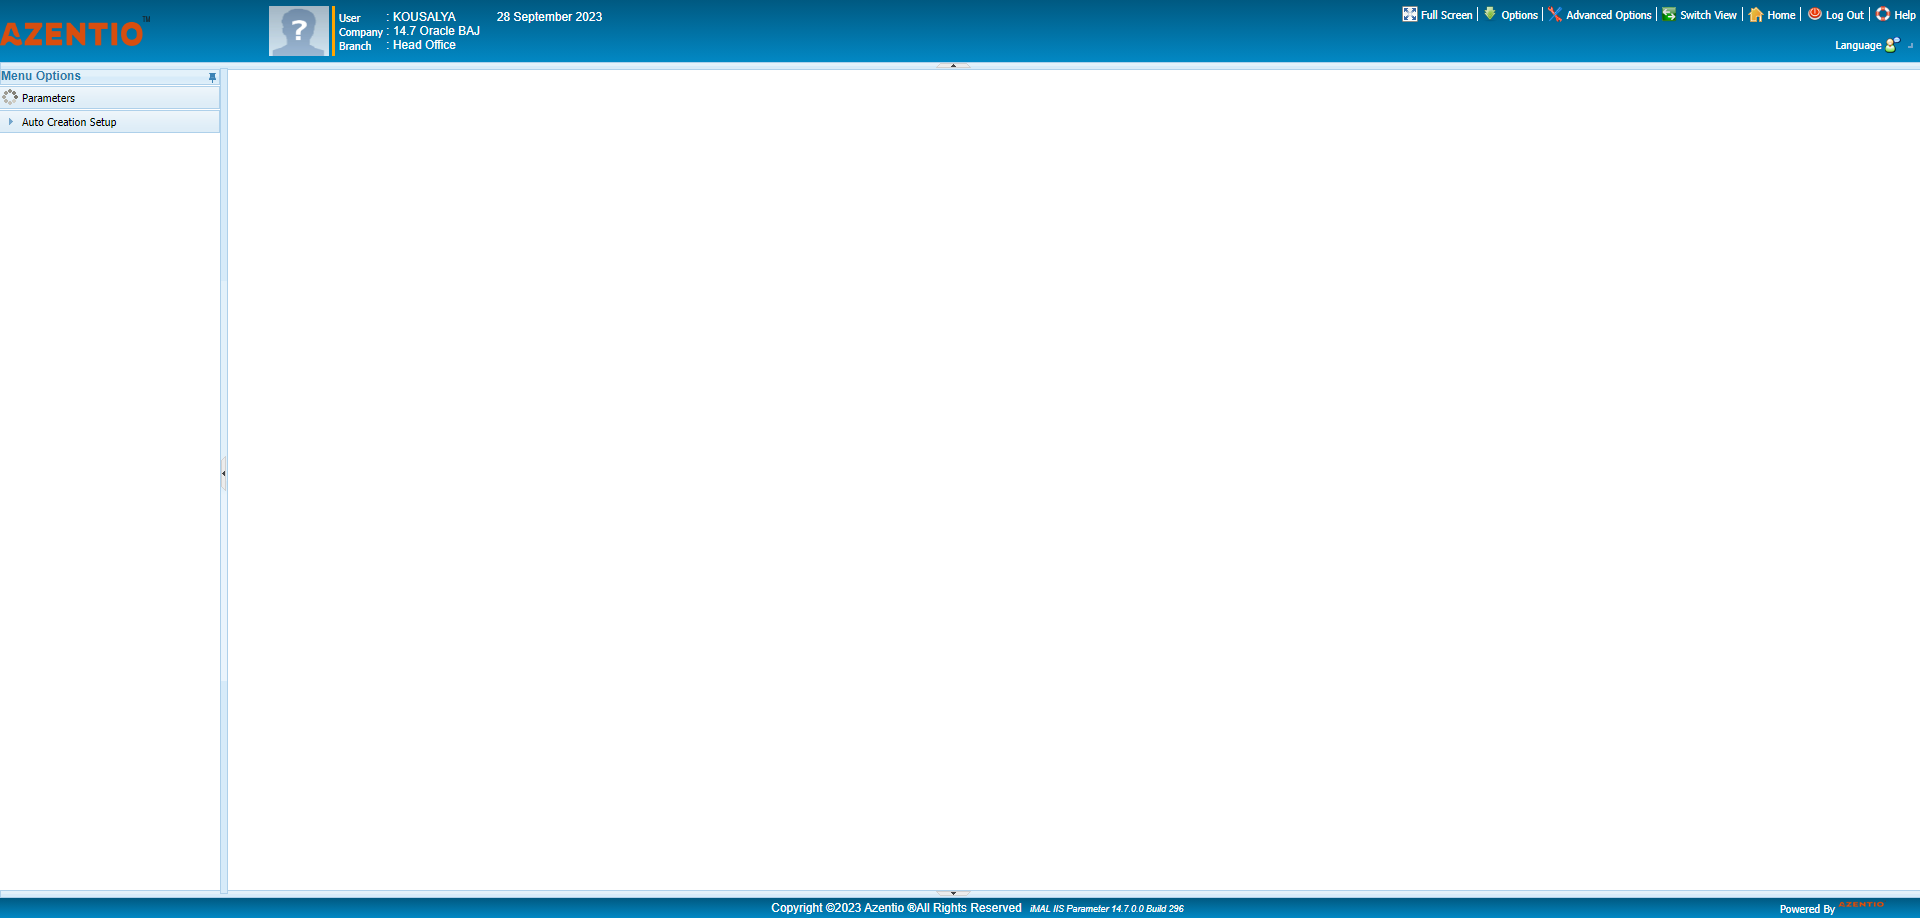 AZENTIO™
User : KOUSALYA 28 September 2023
Company : 14.7 Oracle BAJ
Branch : Head Office
Full Screen Options Advanced Options Switch View Home Log Out Help
Language
Menu Options
Parameters
Auto Creation Setup
Copyright ©2023 Azentio ®All Rights Reserved iMAL IIS Parameter 14.7.0.0 Build 296
Powered By AZENTIO